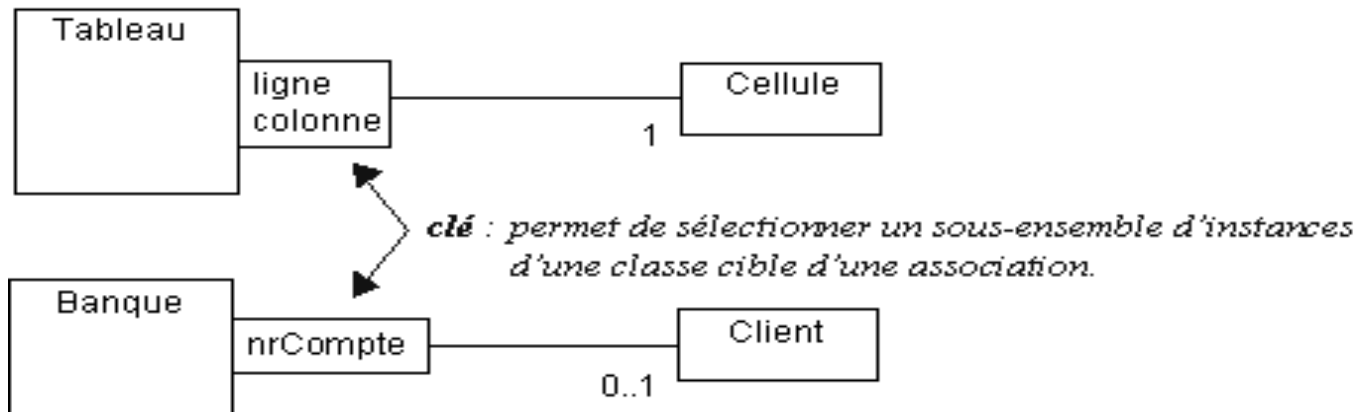 Tableau
ligne
colonne
Cellule
1
clé : permet de sélectionner un sous-ensemble d'instances
d'une classe cible d'une association.
Banque
nrCompte
Client
0..1